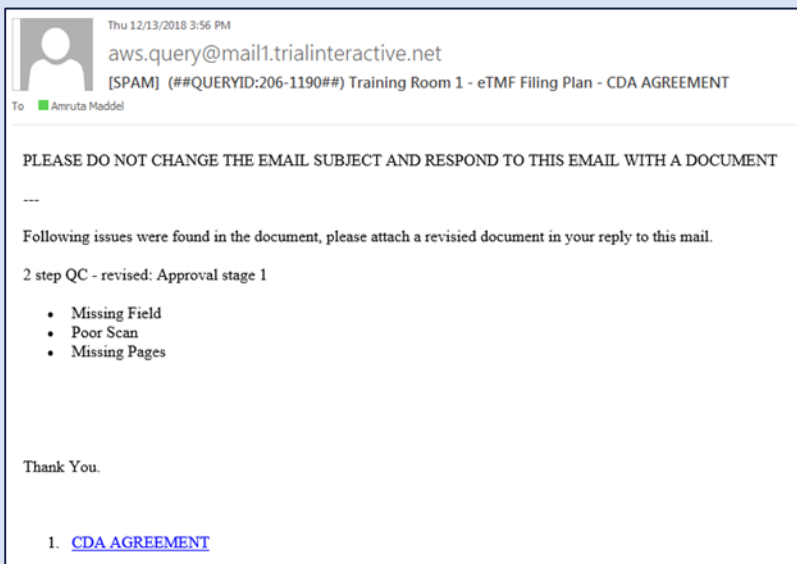 Thu 12/13/2018 3:56 PM
aws.query@mail1.trialinteractive.net
[SPAM] (##QUERYID:206-1190##) Training Room 1 - eTMF Filing Plan - CDA AGREEMENT
To Amruta Maddel
PLEASE DO NOT CHANGE THE EMAIL SUBJECT AND RESPOND TO THIS EMAIL WITH A DOCUMENT
---
Following issues were found in the document, please attach a revisied document in your reply to this mail.
2 step QC - revised: Approval stage 1
• Missing Field
• Poor Scan
• Missing Pages
Thank You.
1. CDA AGREEMENT